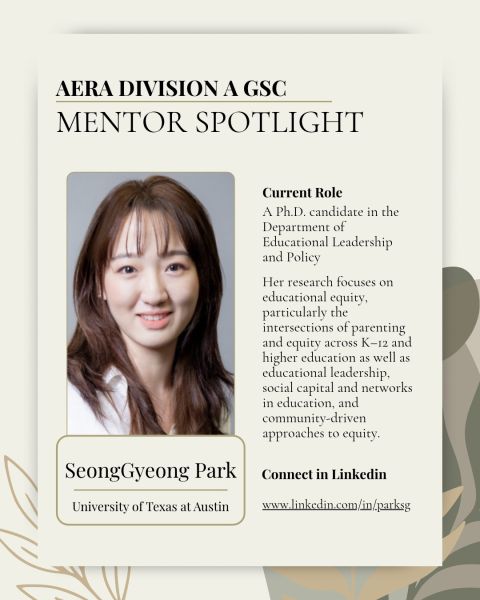 AERA DIVISION A GSC
MENTOR SPOTLIGHT
Current Role
A Ph.D. candidate in the
Department of
Educational Leadership
and Policy
Her research focuses on
educational equity,
particularly the
intersections of parenting
and equity across K–12 and
higher education as well as
educational leadership,
social capital and networks
in education, and
community-driven
approaches to equity.
SeongGyeong Park
University of Texas at Austin
Connect in Linkedin
www.linkedin.com/in/parksg